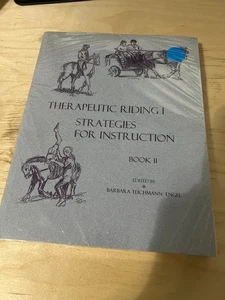 THERAPEUTIC RIDING I
STRATEGIES
FOR INSTRUCTION
BOOK II
EDITED BY
BARBARA TEICHMANN ENGEL